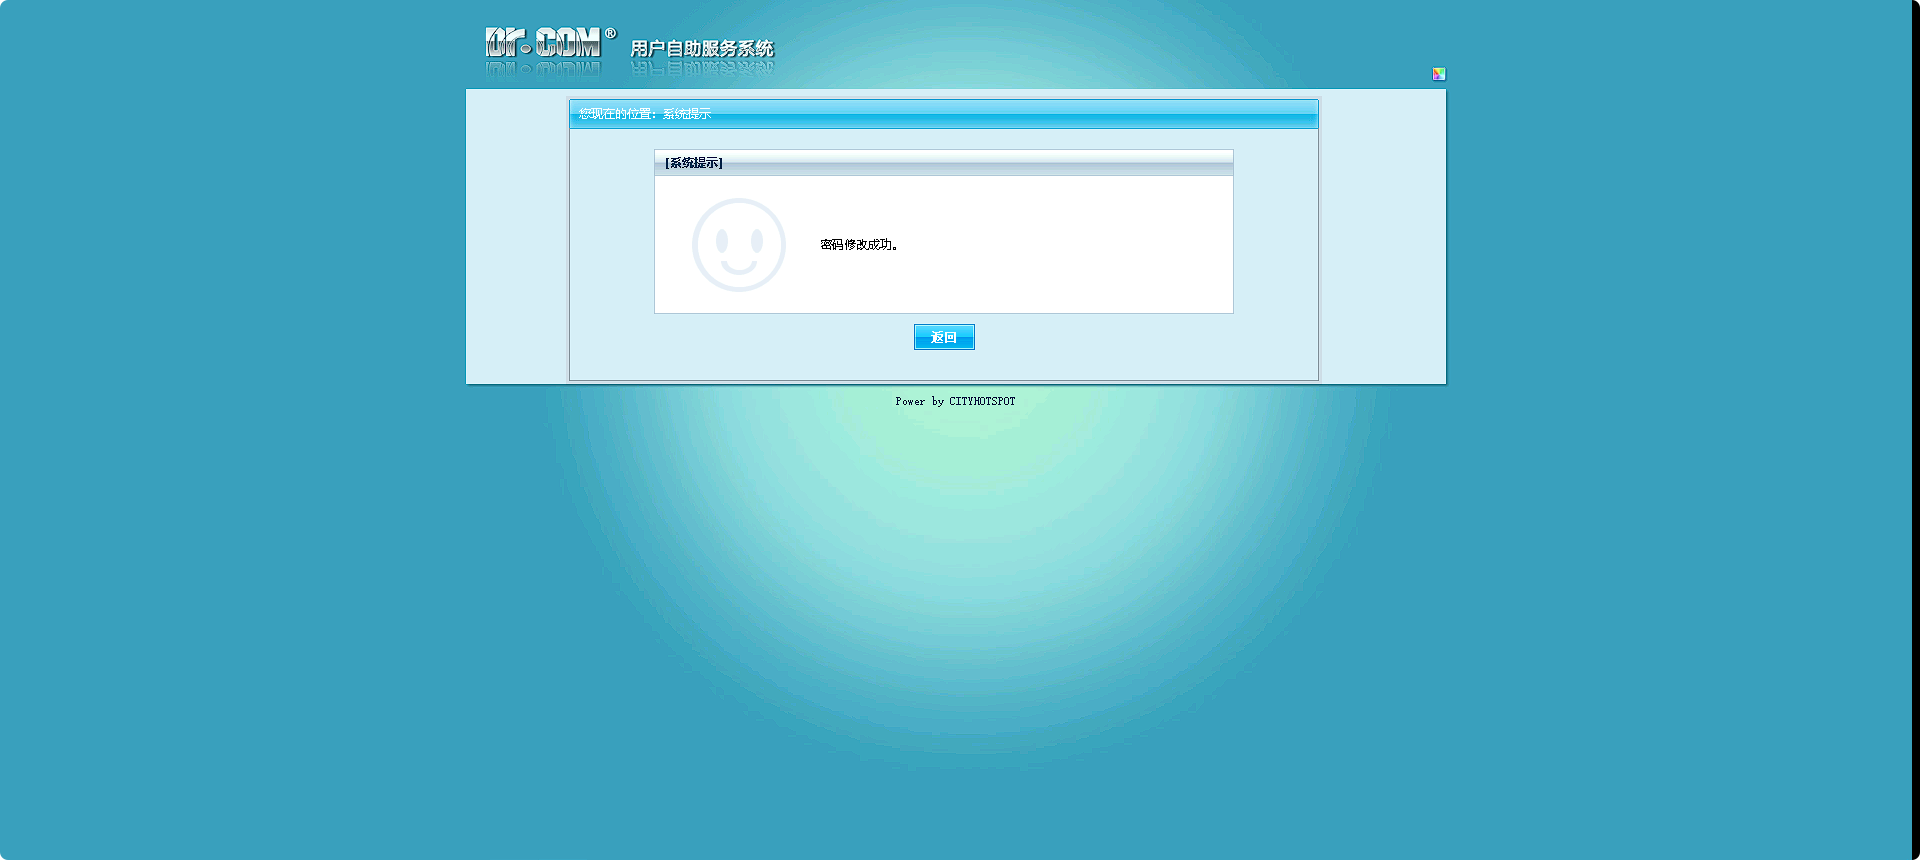 Dr.COM® 用户自助服务系统
您现在的位置：系统提示
[系统提示]
密码修改成功。
返回
Power by CITYHOTSPOT